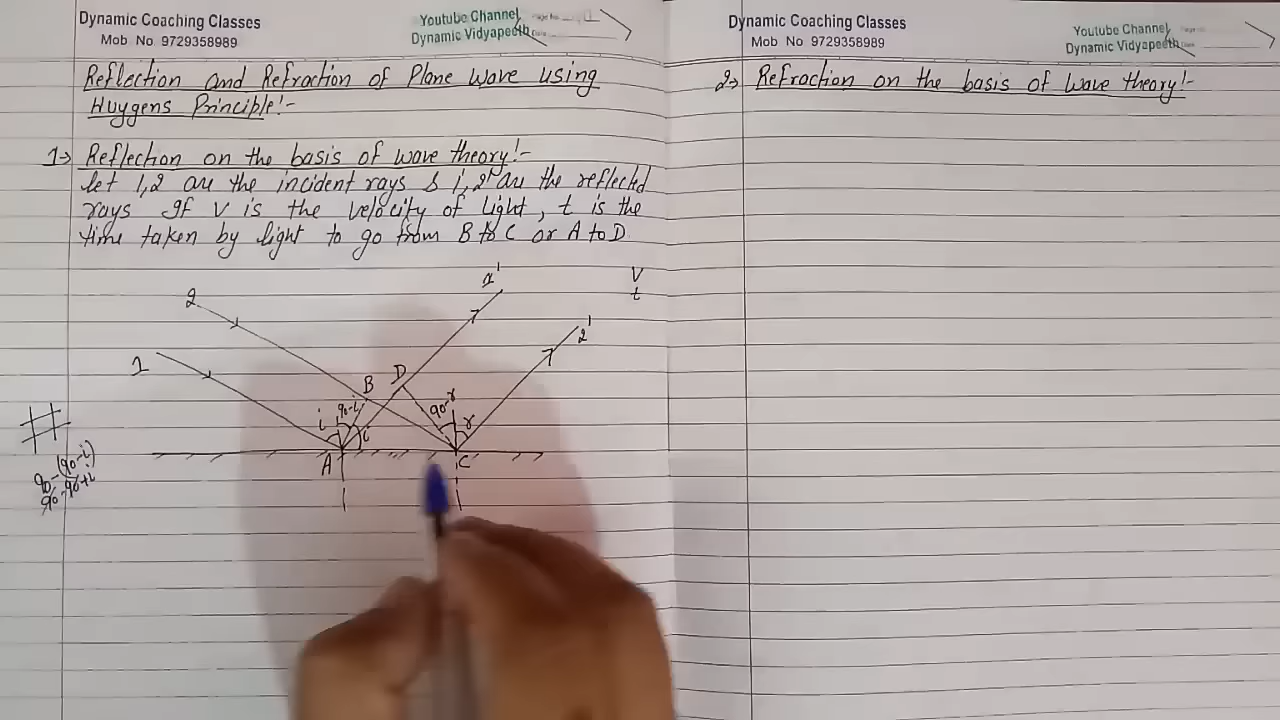 Dynamic Coaching Classes
Mob No 9729358989
Youtube Channel
Dynamic Vidyapeeth
Reflection and Refraction of Plane Wave using
Huygens Principle!-
1→ Reflection on the basis of wave theory!-
Let 1,2 are the incident rays & 1',2' are the reflected
rays If V is the velocity of light, t is the
time taken by light to go from B to C or A to D
V
t
2
1'
2'
1
B
D
i
90-i
i
90-r
r
A
C
90-(90-i)
90-90+i
Dynamic Coaching Classes
Mob No 9729358989
Youtube Channel
Dynamic Vidyapeeth
2→ Refraction on the basis of wave theory!-